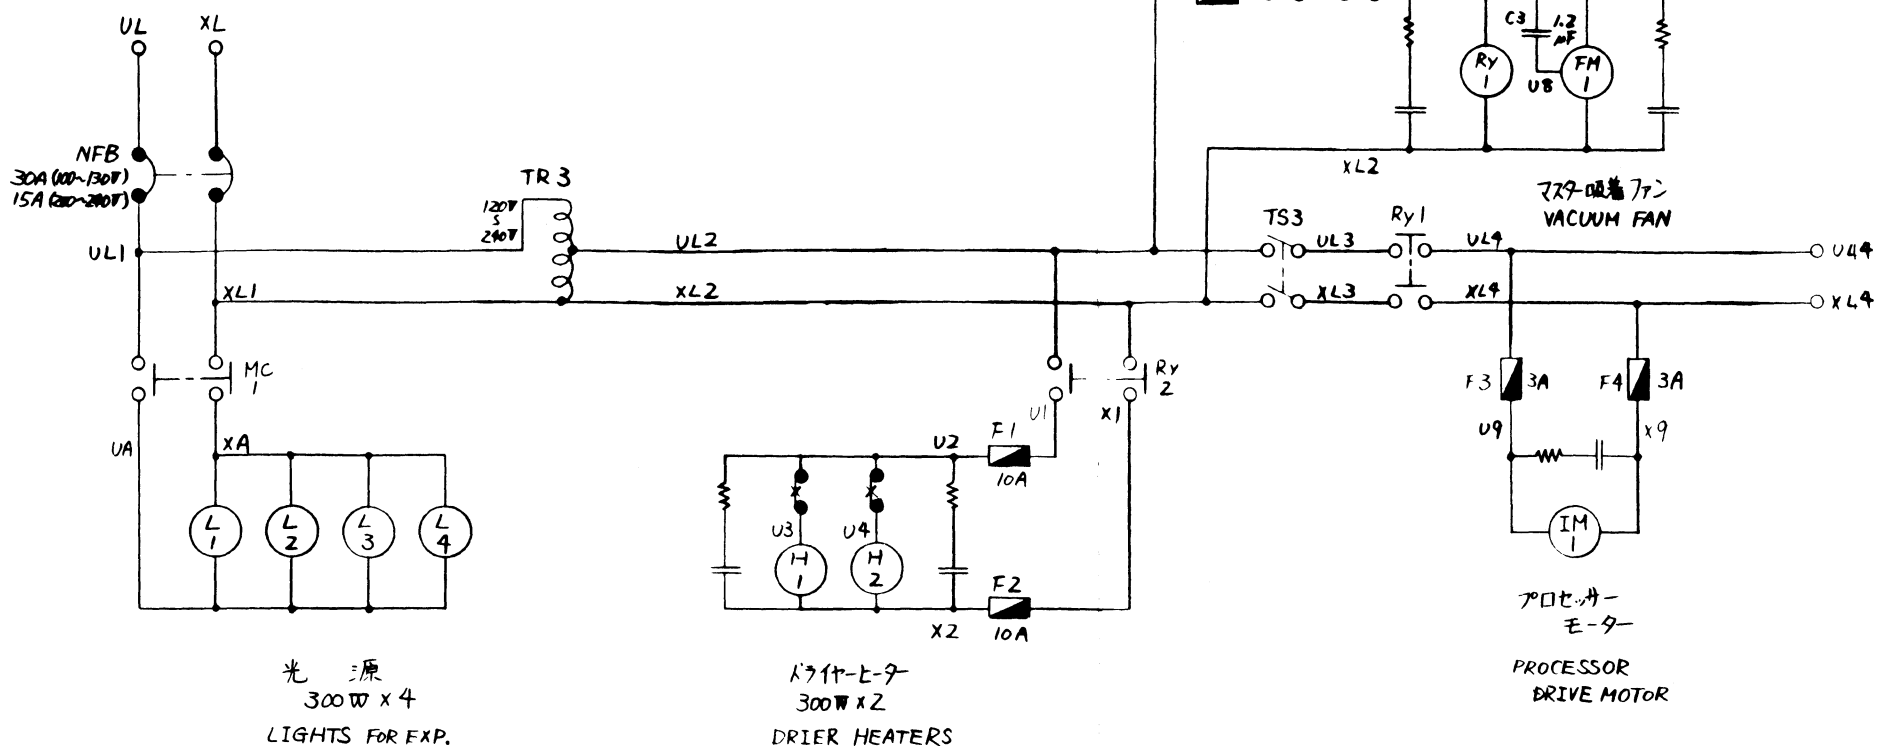 UL
XL
C3
1.2
μF
Ry
1
FM
1
U8
NFB
30A (100~130V)
15A (200~240V)
XL2
TR 3
120V
S
240V
マスター吸着ファン
VACUUM FAN
TS3
Ry1
UL1
UL2
UL3
UL4
U44
XL1
XL2
XL3
XL4
XL4
MC
1
Ry
2
F3
3A
F4
3A
UA
XA
U1
X1
U2
F1
10A
U9
X9
L
1
L
2
L
3
L
4
U3
U4
H
1
H
2
IM
1
F2
10A
X2
プロセッサー
モーター
光 源
300W × 4
LIGHTS FOR EXP.
ドライヤーヒーター
300W × 2
DRIER HEATERS
PROCESSOR
DRIVE MOTOR